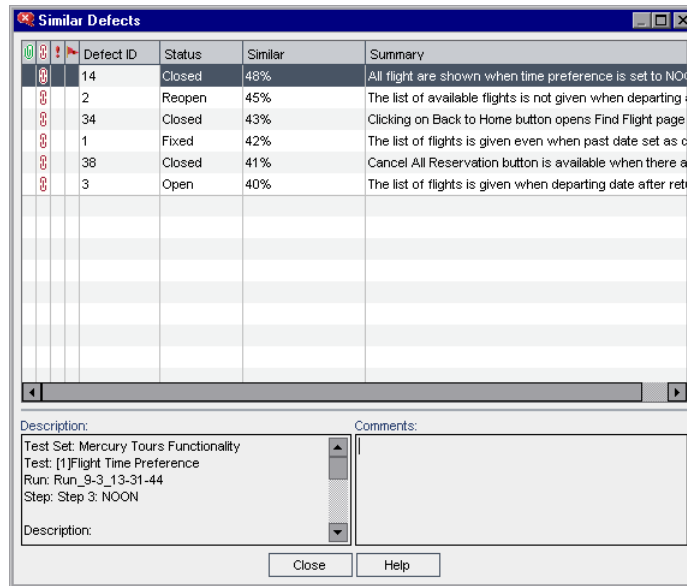 Similar Defects
Defect ID Status Similar Summary
14 Closed 48% All flight are shown when time preference is set to NOO
2 Reopen 45% The list of available flights is not given when departing
34 Closed 43% Clicking on Back to Home button opens Find Flight page
1 Fixed 42% The list of flights is given even when past date set as
38 Closed 41% Cancel All Reservation button is available when there a
3 Open 40% The list of flights is given when departing date after retu
Description: Comments:
Test Set: Mercury Tours Functionality
Test: [1]Flight Time Preference
Run: Run_9-3_13-31-44
Step: Step 3: NOON
Description:
Close Help